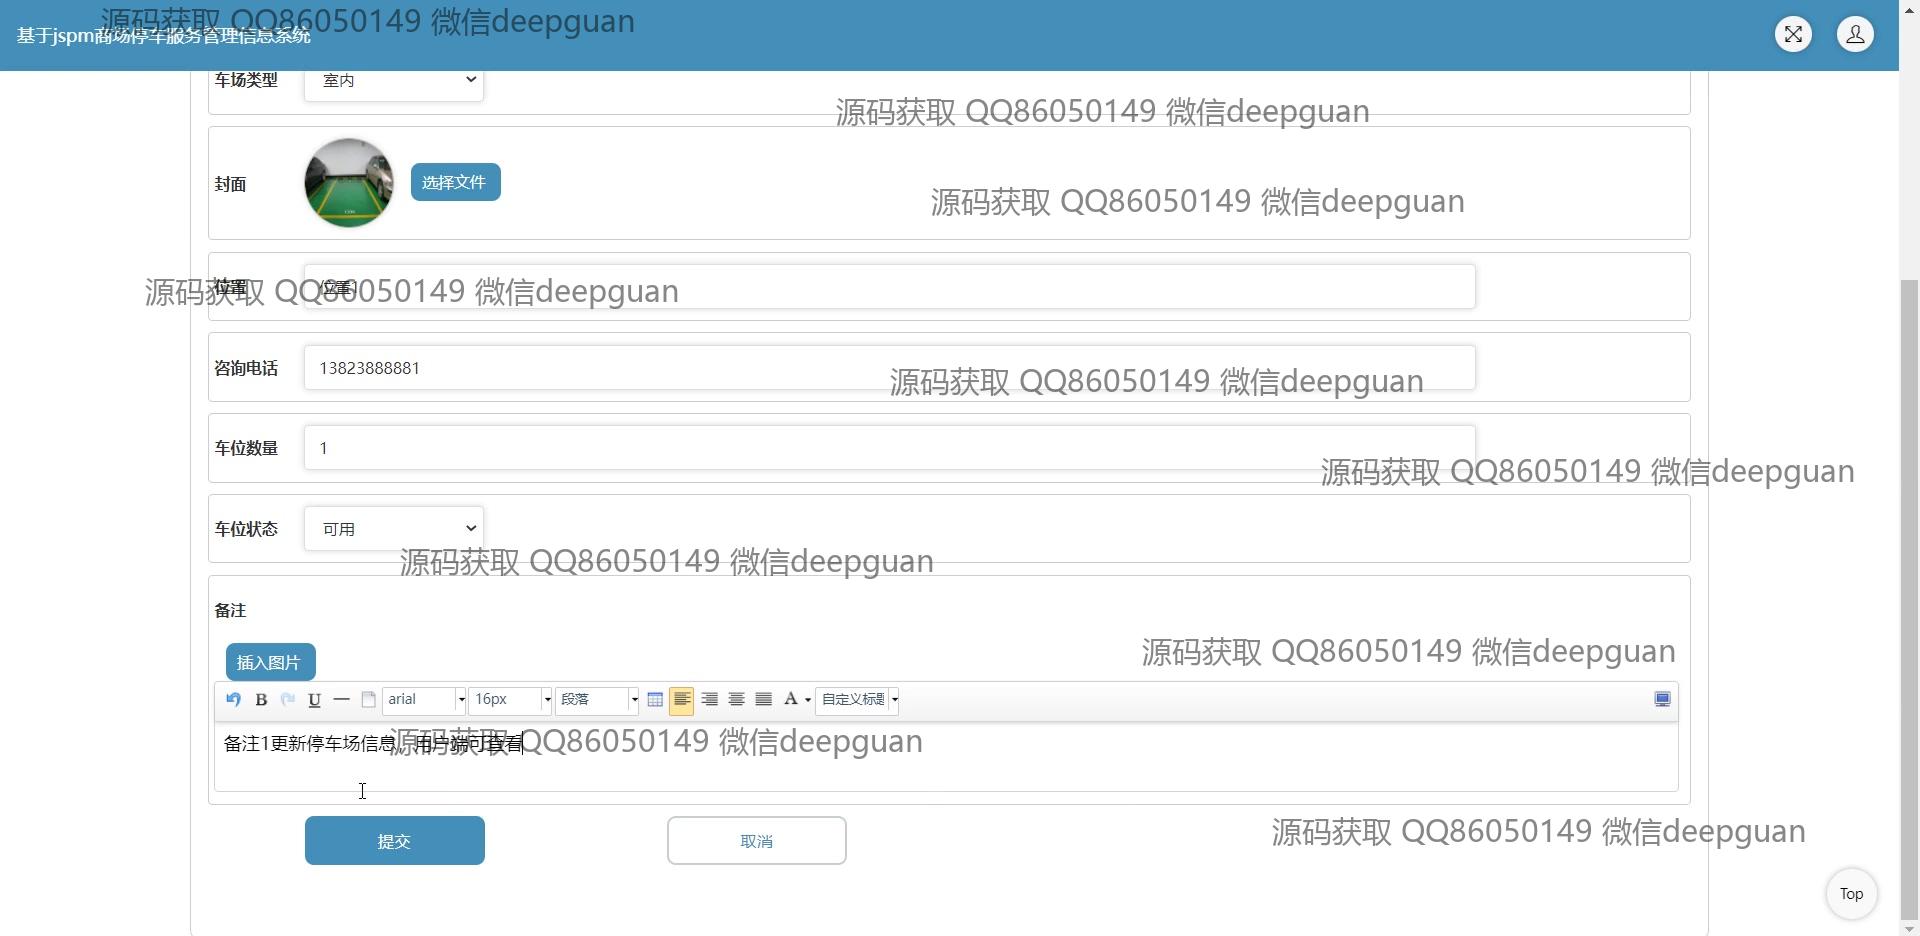 源码获取 QQ86050149 微信deepguan
基于jspm商场停车服务管理信息系统
车场类型
室内
源码获取 QQ86050149 微信deepguan
封面
选择文件
源码获取 QQ86050149 微信deepguan
位置
位置1
源码获取 QQ86050149 微信deepguan
咨询电话
13823888881
源码获取 QQ86050149 微信deepguan
车位数量
1
源码获取 QQ86050149 微信deepguan
车位状态
可用
源码获取 QQ86050149 微信deepguan
备注
源码获取 QQ86050149 微信deepguan
插入图片
B U arial 16px 段落 A 自定义标题
备注1更新停车场信息，用户端可查看
源码获取 QQ86050149 微信deepguan
提交
取消
源码获取 QQ86050149 微信deepguan
Top